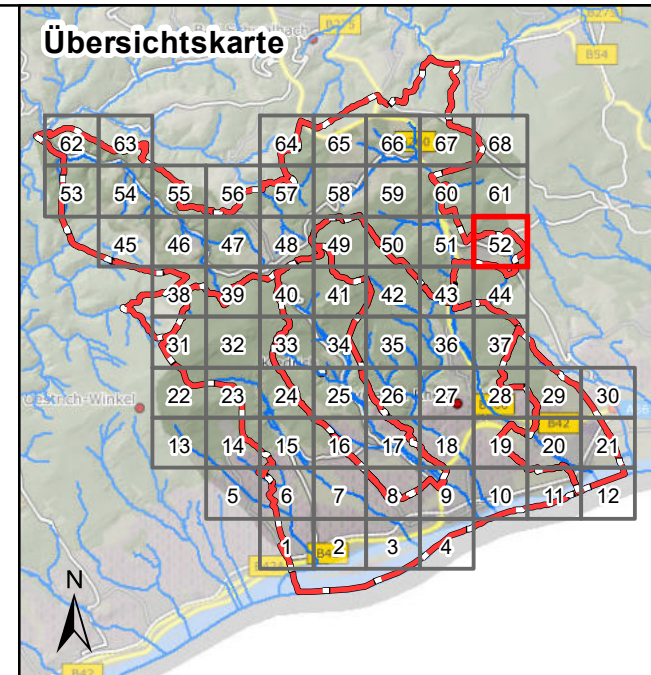 Übersichtskarte
B275
B54
62 63 64 65 66 67 68
53 54 55 56 57 58 59 60 61
45 46 47 48 49 50 51 52
38 39 40 41 42 43 44
31 32 33 34 35 36 37
22 23 24 25 26 27 28 29 30
Oestrich-Winkel
B42
13 14 15 16 17 18 19 20 21
5 6 7 8 9 10 11 12
1 2 3 4
N
B42